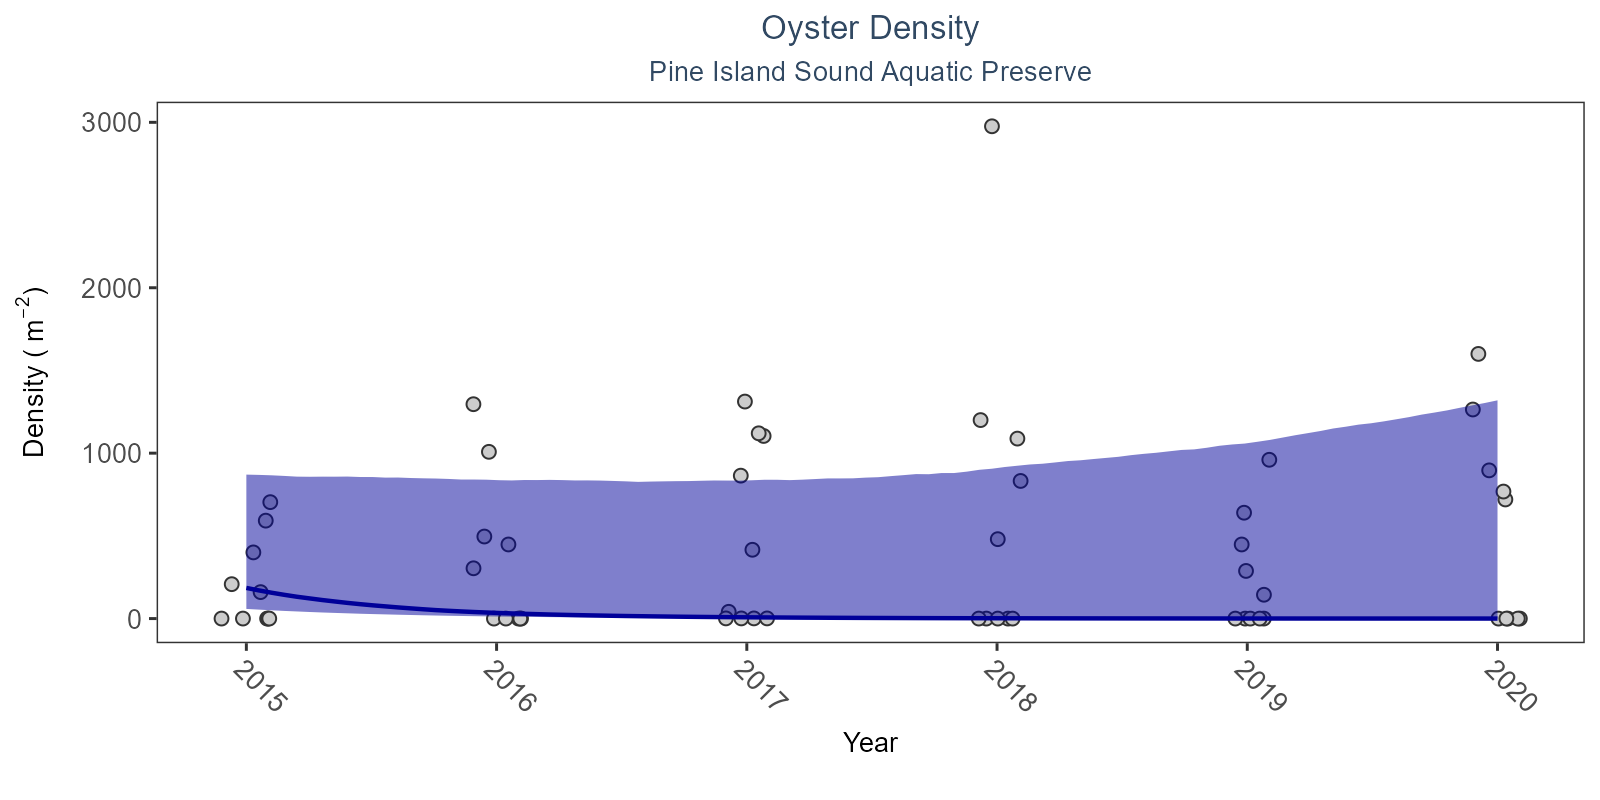 Oyster Density
Pine Island Sound Aquatic Preserve
3000
2000
1000
0
Density ( m⁻²)
2015
2016
2017
2018
2019
2020
Year